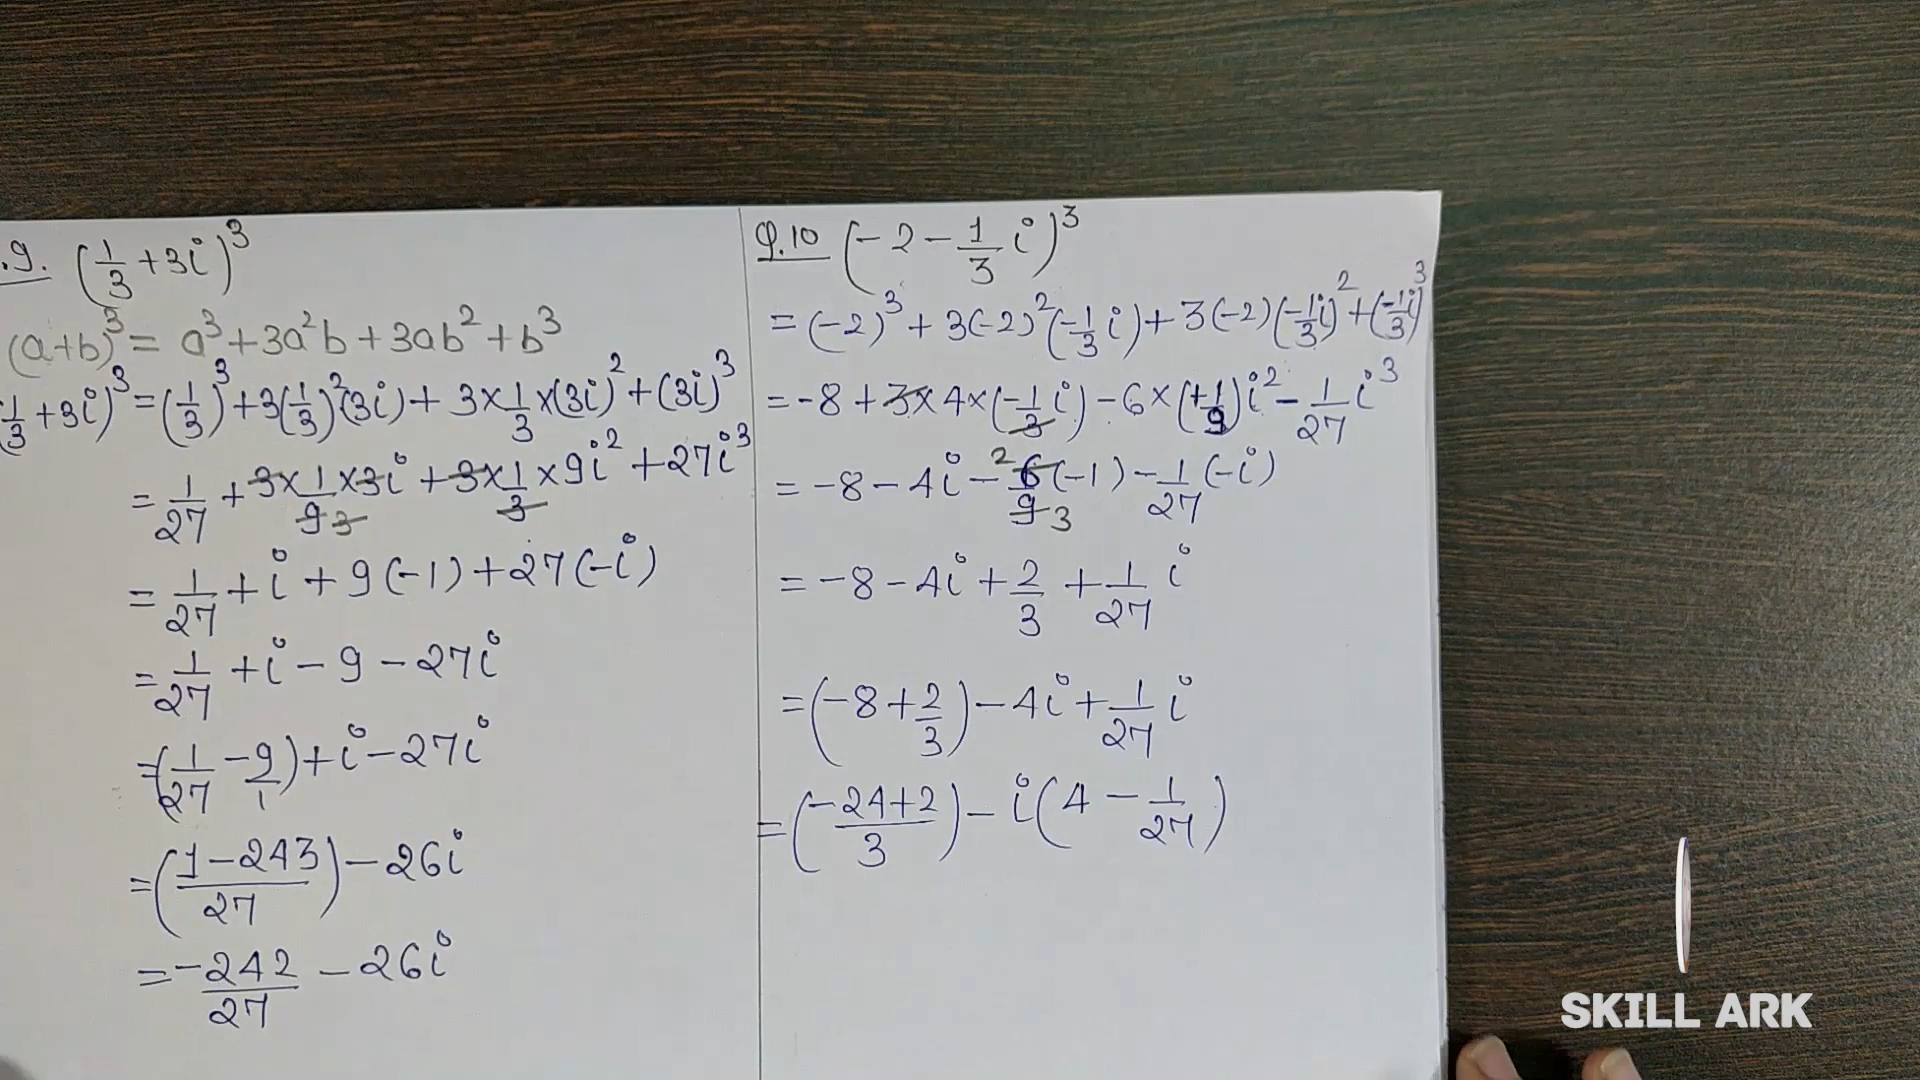 .9. (1/3 + 3i)³
(a+b)³ = a³ + 3a²b + 3ab² + b³
(1/3 + 3i)³ = (1/3)³ + 3(1/3)²(3i) + 3×1/3×(3i)² + (3i)³
= 1/27 + 3×1/9 3×3i + 3×1/3×9i² + 27i³
= 1/27 + i + 9(-1) + 27(-i)
= 1/27 + i - 9 - 27i
= (1/27 - 9/1) + i - 27i
= (1-243/27) - 26i
= -242/27 - 26i
Q.10 (-2 - 1/3 i)³
= (-2)³ + 3(-2)²(-1/3 i) + 3(-2)(-1/3 i)² + (-1/3 i)³
= -8 + 3×4×(-1/3 i) - 6×(+1/9)i² - 1/27 i³
= -8 - 4i - 2 6/9 3 (-1) - 1/27 (-i)
= -8 - 4i + 2/3 + 1/27 i
= (-8 + 2/3) - 4i + 1/27 i
= (-24+2/3) - i(4 - 1/27)
SKILL ARK